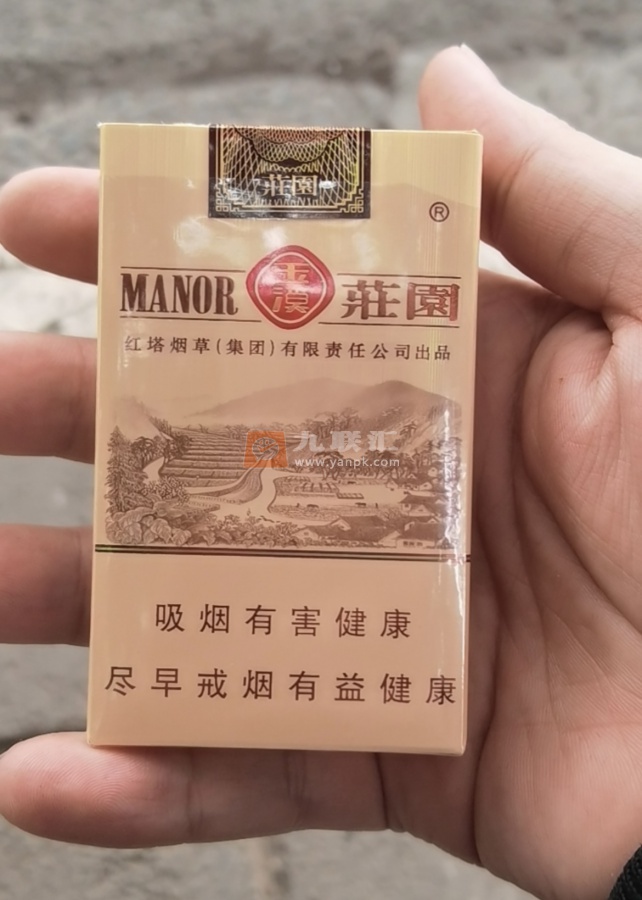 莊園
®
MANOR 玉溪 莊園
红塔烟草(集团)有限责任公司出品
九联汇
www.yanpk.com
吸烟有害健康
尽早戒烟有益健康